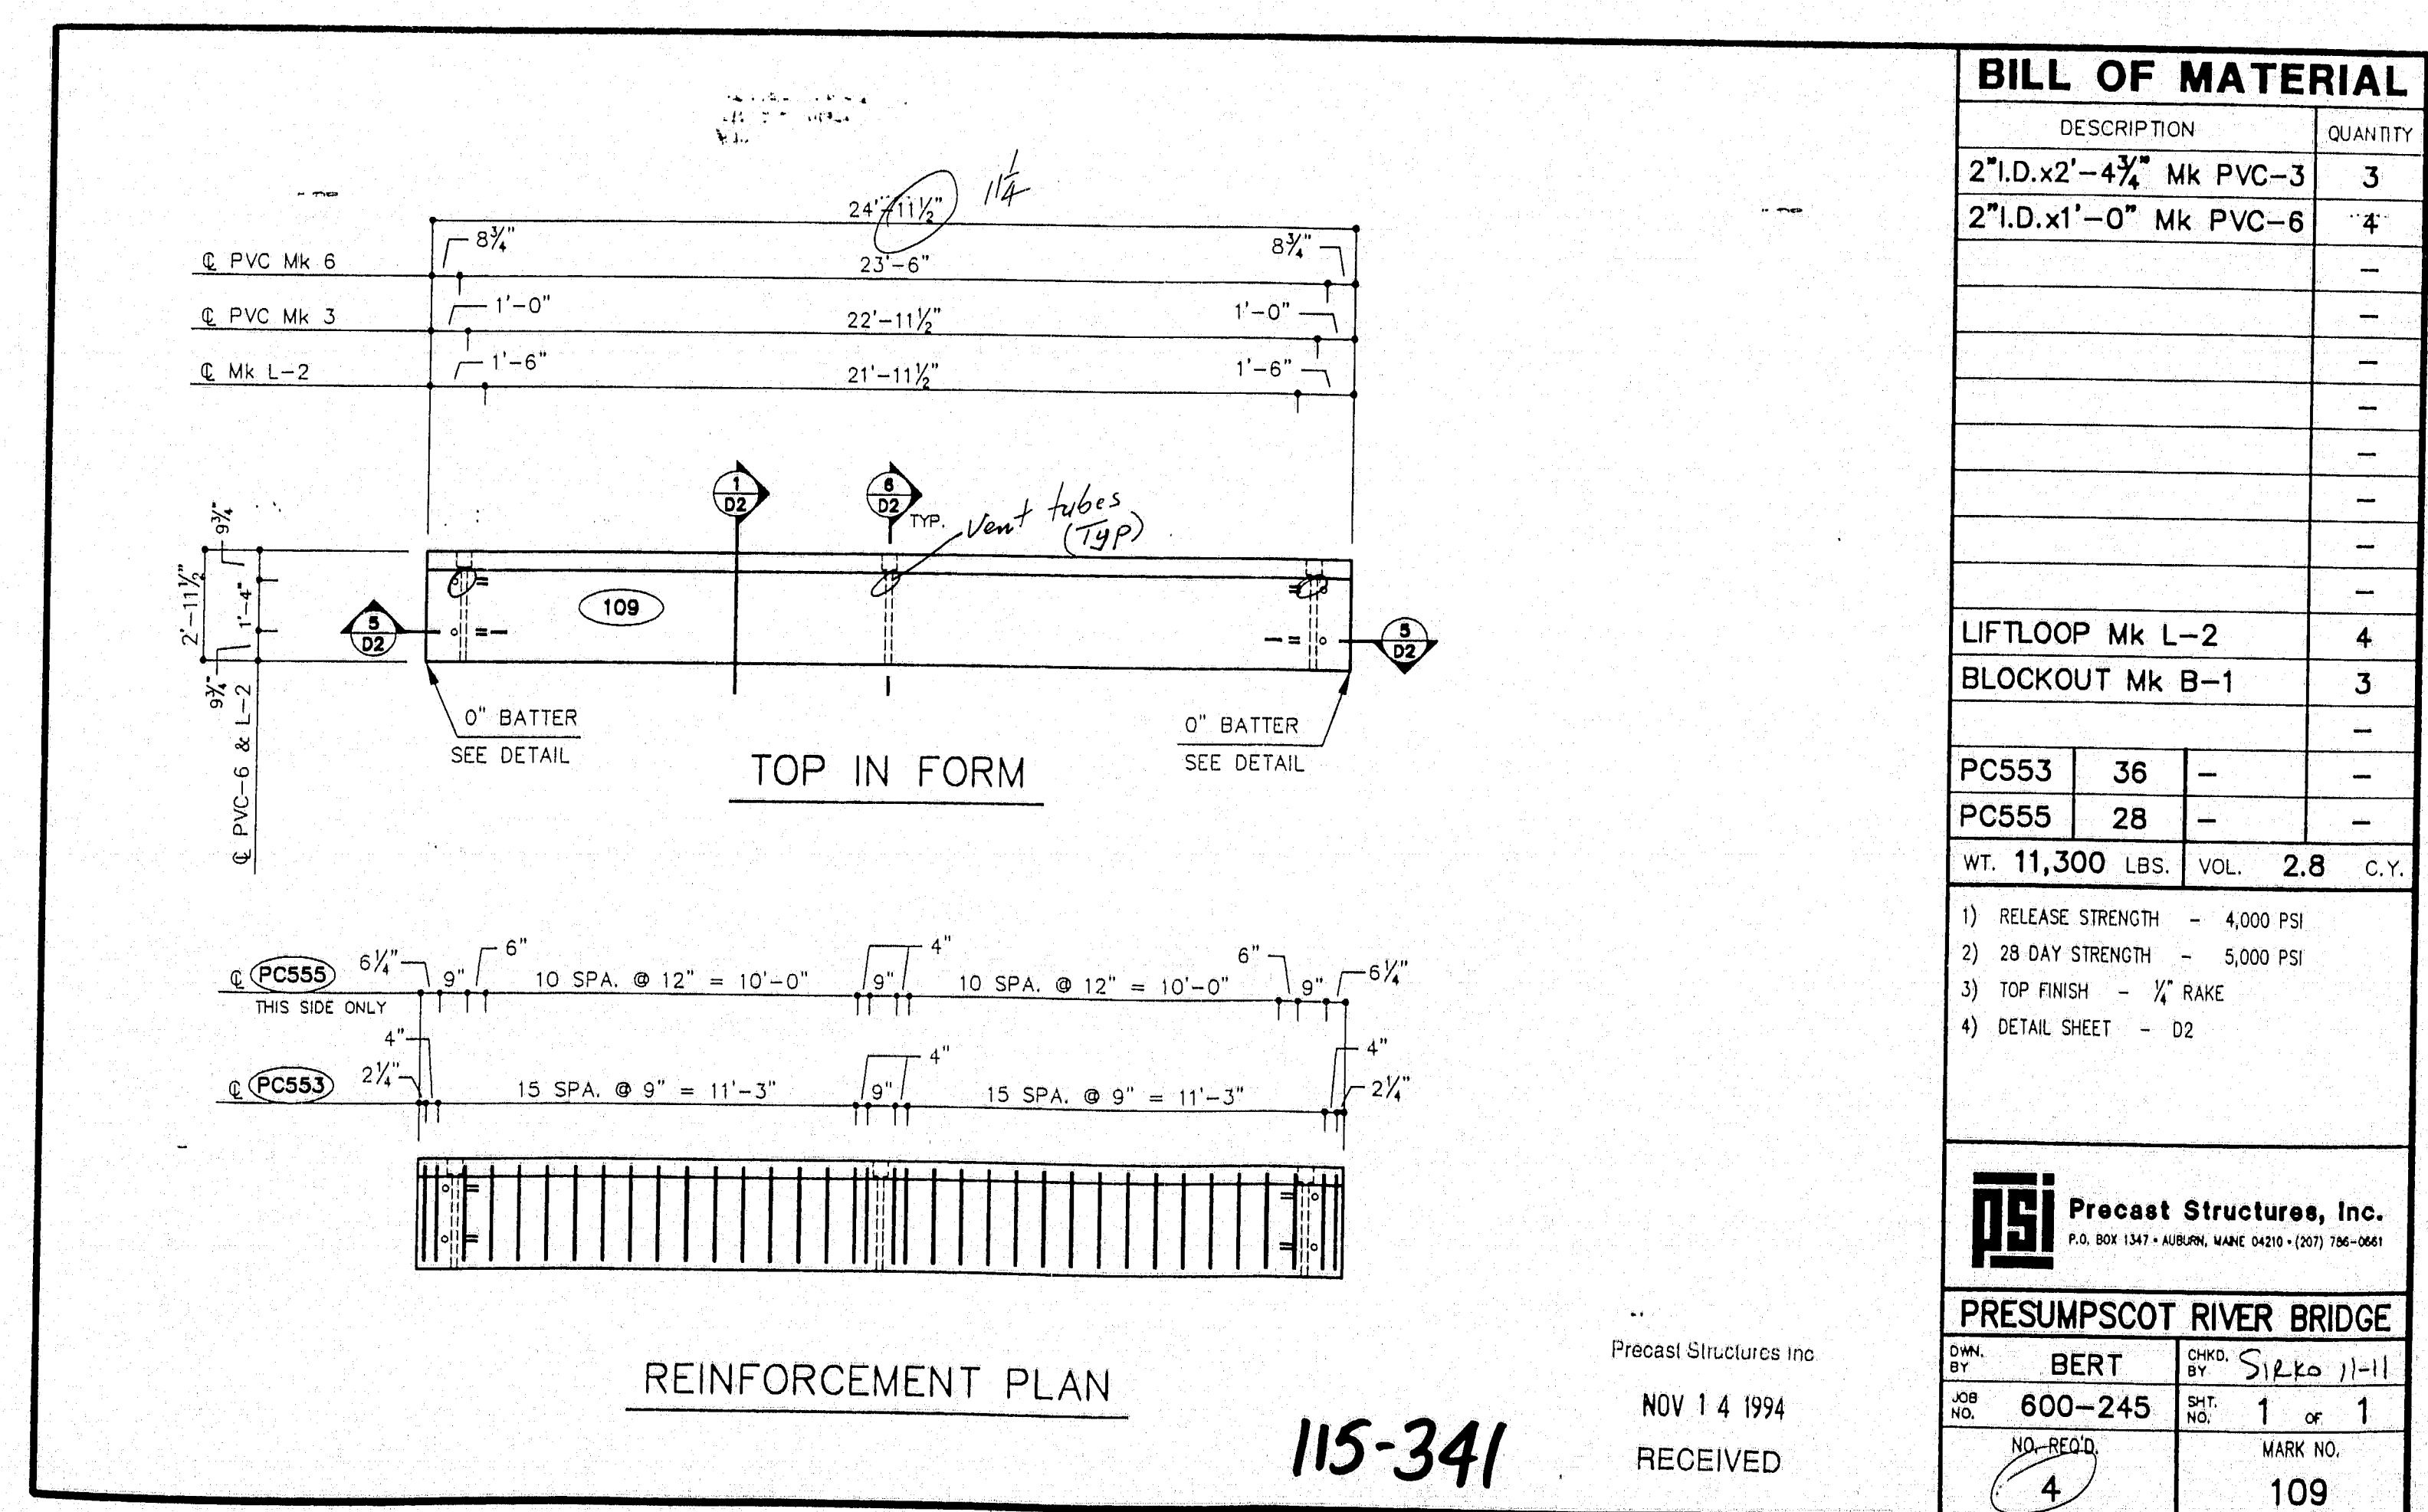 24'-11½" 11¼
8¾" 8¾"
℄ PVC Mk 6 23'-6"
1'-0" 1'-0"
℄ PVC Mk 3 22'-11½"
1'-6" 1'-6"
℄ Mk L-2 21'-11½"
1
D2
6
D2
TYP.
Vent tubes
(Typ)
9¾"
2'-11½"
1'-4"
9¾"
℄ PVC-6 & L-2
5
D2
109
5
D2
0" BATTER
SEE DETAIL
0" BATTER
SEE DETAIL
TOP IN FORM
℄ PC555 6¼" 9" 6" 10 SPA. @ 12" = 10'-0" 9" 4" 10 SPA. @ 12" = 10'-0" 6" 9" 6¼"
THIS SIDE ONLY
4" 4" 4"
℄ PC553 2¼" 15 SPA. @ 9" = 11'-3" 9" 15 SPA. @ 9" = 11'-3" 2¼"
REINFORCEMENT PLAN
115-341
Precast Structures Inc
NOV 14 1994
RECEIVED
BILL OF MATERIAL
DESCRIPTION QUANTITY
2"I.D.x2'-4¾" Mk PVC-3 3
2"I.D.x1'-0" Mk PVC-6 4
–
–
–
–
–
–
–
–
LIFTLOOP Mk L-2 4
BLOCKOUT Mk B-1 3
–
PC553 36 – –
PC555 28 – –
WT. 11,300 LBS. VOL. 2.8 C.Y.
1) RELEASE STRENGTH - 4,000 PSI
2) 28 DAY STRENGTH - 5,000 PSI
3) TOP FINISH - ¼" RAKE
4) DETAIL SHEET - D2
psi Precast Structures, Inc.
P.O. BOX 1347 • AUBURN, MAINE 04210 • (207) 786-0661
PRESUMPSCOT RIVER BRIDGE
DWN. BY BERT CHKD. BY Sirko 11-11
JOB NO. 600-245 SHT. NO. 1 OF 1
NO. REQ'D. MARK NO.
4 109